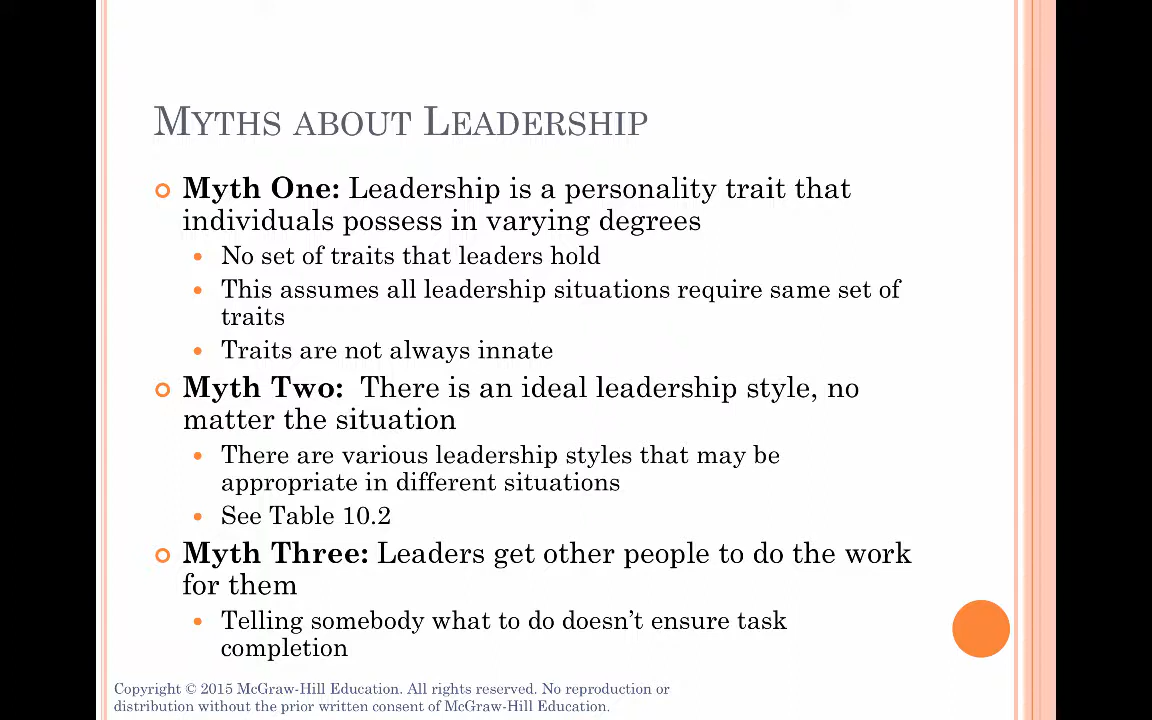 Myths about Leadership
Myth One: Leadership is a personality trait that
individuals possess in varying degrees
No set of traits that leaders hold
This assumes all leadership situations require same set of
traits
Traits are not always innate
Myth Two:  There is an ideal leadership style, no
matter the situation
There are various leadership styles that may be
appropriate in different situations
See Table 10.2
Myth Three: Leaders get other people to do the work
for them
Telling somebody what to do doesn’t ensure task
completion
Copyright © 2015 McGraw-Hill Education. All rights reserved. No reproduction or
distribution without the prior written consent of McGraw-Hill Education.